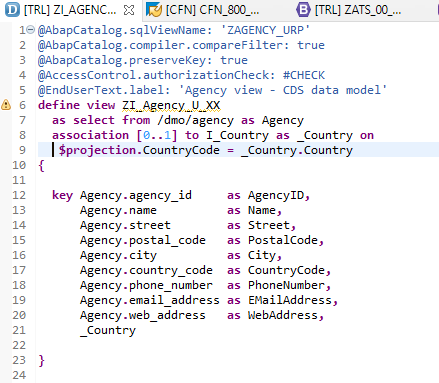 [TRL] ZI_AGENC... [CFN] CFN_800_... [TRL] ZATS_00_...
1 @AbapCatalog.sqlViewName: 'ZAGENCY_URP'
2 @AbapCatalog.compiler.compareFilter: true
3 @AbapCatalog.preserveKey: true
4 @AccessControl.authorizationCheck: #CHECK
5 @EndUserText.label: 'Agency view - CDS data model'
6 define view ZI_Agency_U_XX
7 as select from /dmo/agency as Agency
8 association [0..1] to I_Country as _Country on
9 $projection.CountryCode = _Country.Country
10 {
11
12 key Agency.agency_id as AgencyID,
13 Agency.name as Name,
14 Agency.street as Street,
15 Agency.postal_code as PostalCode,
16 Agency.city as City,
17 Agency.country_code as CountryCode,
18 Agency.phone_number as PhoneNumber,
19 Agency.email_address as EMailAddress,
20 Agency.web_address as WebAddress,
21 _Country
22
23 }